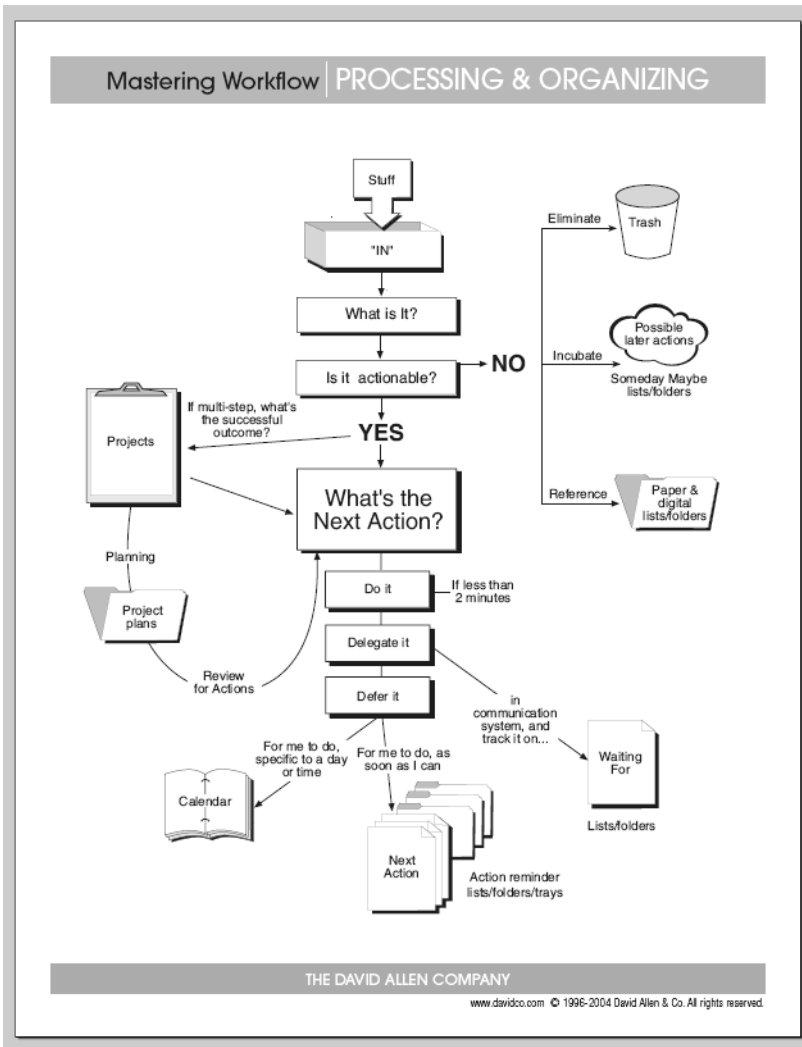 Mastering Workflow PROCESSING & ORGANIZING
Stuff
"IN"
What is It?
Is it actionable?
NO
Eliminate
Trash
Incubate
Possible
later actions
Someday Maybe
lists/folders
Reference
Paper &
digital
lists/folders
YES
If multi-step, what's
the successful
outcome?
Projects
What's the
Next Action?
Planning
Project
plans
Review
for Actions
Do it
If less than
2 minutes
Delegate it
in
communication
system, and
track it on...
Waiting
For
Lists/folders
Defer it
For me to do,
specific to a day
or time
Calendar
For me to do, as
soon as I can
Next
Action
Action reminder
lists/folders/trays
THE DAVID ALLEN COMPANY
www.davidco.com © 1996-2004 David Allen & Co. All rights reserved.